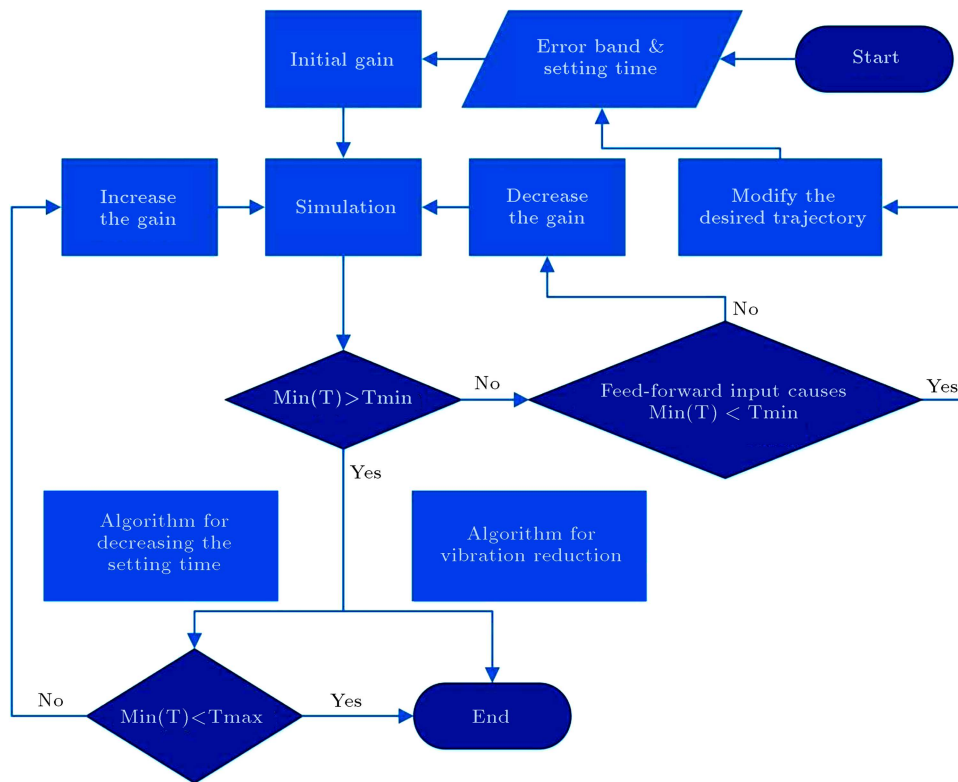 Initial gain
Error band &
setting time
Start
Increase
the gain
Simulation
Decrease
the gain
Modify the
desired trajectory
No
Min(T)>Tmin
No
Feed-forward input causes
Min(T) < Tmin
Yes
Yes
Algorithm for
decreasing the
setting time
Algorithm for
vibration reduction
No
Min(T)<Tmax
Yes
End